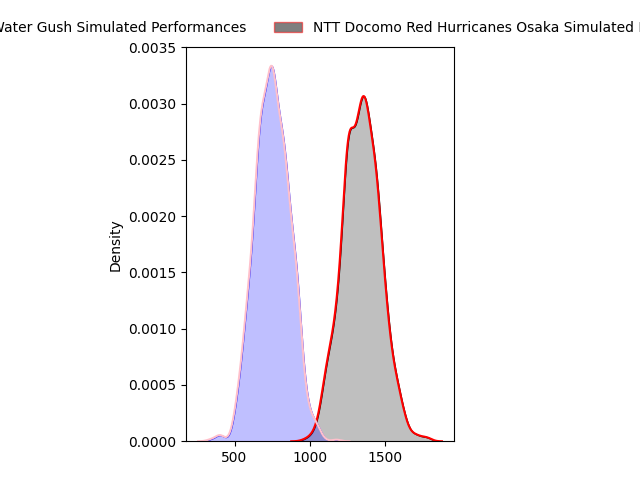 Water Gush Simulated Performances
NTT Docomo Red Hurricanes Osaka Simulated
0.0035
0.0030
0.0025
0.0020
0.0015
0.0010
0.0005
0.0000
Density
500 1000 1500